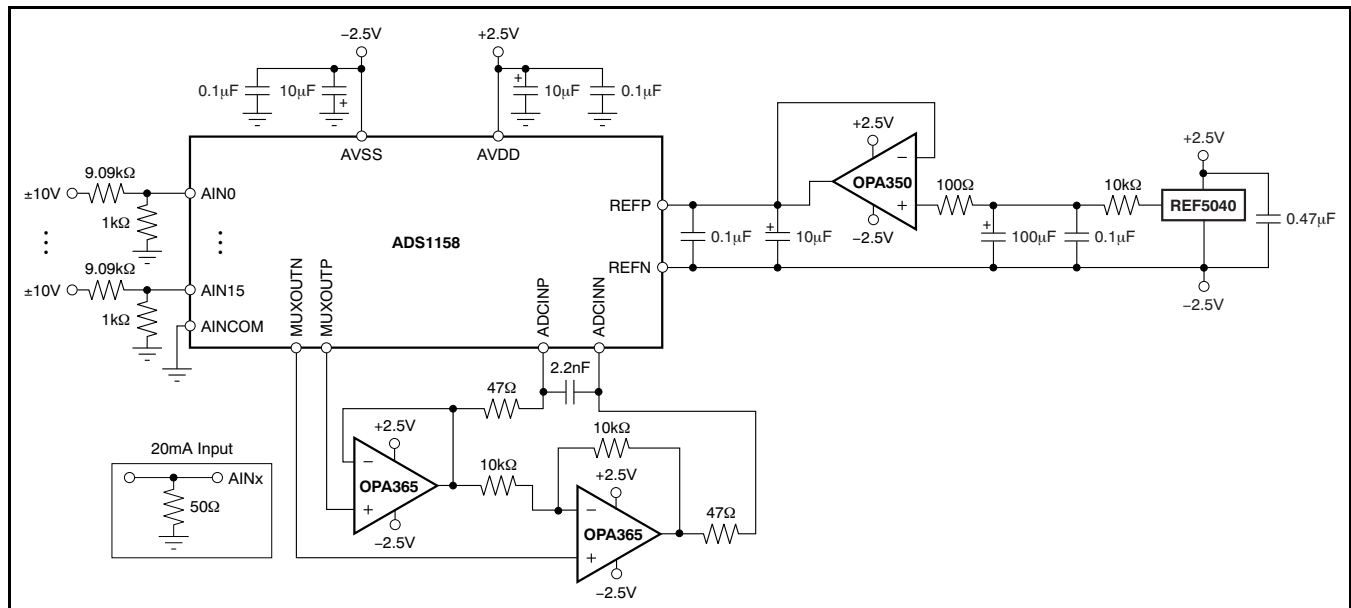 −2.5V
+2.5V
0.1µF
10µF
+
+
10µF
0.1µF
AVSS
AVDD
±10V
9.09kΩ
AIN0
1kΩ
±10V
9.09kΩ
AIN15
1kΩ
AINCOM
ADS1158
MUXOUTN
MUXOUTP
ADCINP
ADCINN
REFP
REFN
0.1µF
+
10µF
+2.5V
−
OPA350
+
−2.5V
100Ω
+
100µF
0.1µF
10kΩ
+2.5V
REF5040
0.47µF
−2.5V
2.2nF
47Ω
+2.5V
−
OPA365
+
−2.5V
10kΩ
10kΩ
+2.5V
−
OPA365
+
−2.5V
47Ω
20mA Input
AINx
50Ω